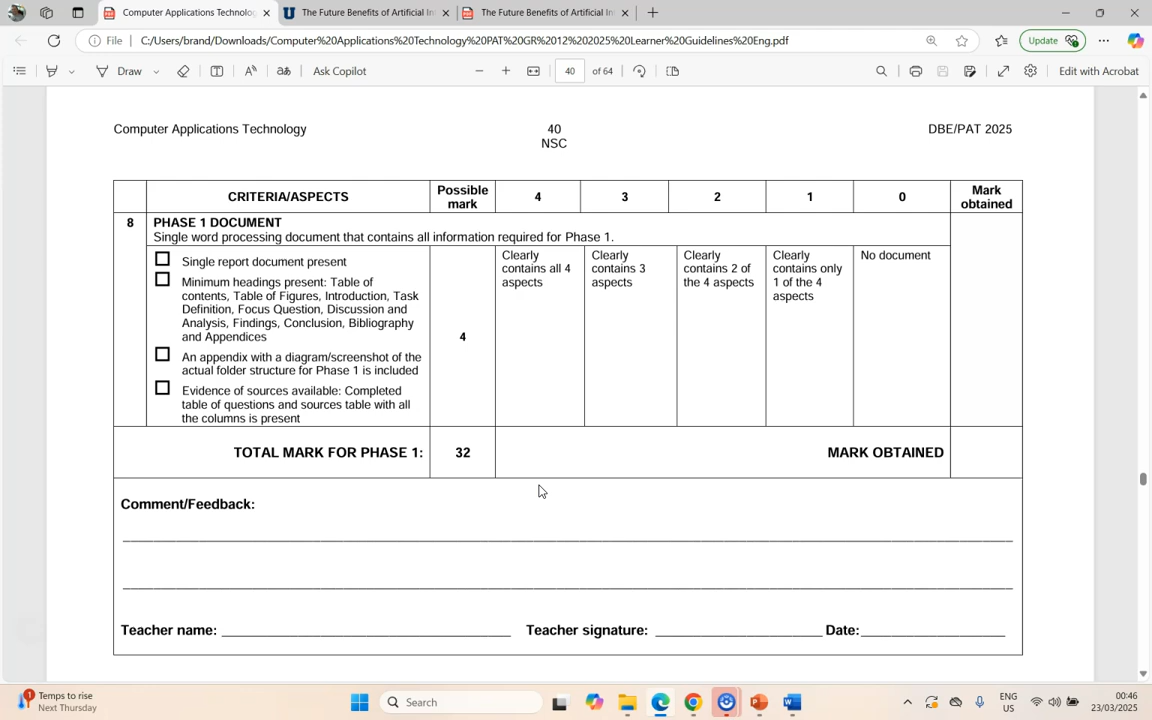 Computer Applications Technolo
The Future Benefits of Artificial In
The Future Benefits of Artificial In
File
C:/Users/brand/Downloads/Computer%20Applications%20Technology%20PAT%20GR%2012%202025%20Learner%20Guidelines%20Eng.pdf
Update
Draw
Ask Copilot
40
of 64
Edit with Acrobat
Computer Applications Technology
40
NSC
DBE/PAT 2025
CRITERIA/ASPECTS
Possible mark
4
3
2
1
0
Mark obtained
8
PHASE 1 DOCUMENT
Single word processing document that contains all information required for Phase 1.
Single report document present
Minimum headings present: Table of
contents, Table of Figures, Introduction, Task
Definition, Focus Question, Discussion and
Analysis, Findings, Conclusion, Bibliography
and Appendices
An appendix with a diagram/screenshot of the
actual folder structure for Phase 1 is included
Evidence of sources available: Completed
table of questions and sources table with all
the columns is present
4
Clearly
contains all 4
aspects
Clearly
contains 3
aspects
Clearly
contains 2 of
the 4 aspects
Clearly
contains only
1 of the 4
aspects
No document
TOTAL MARK FOR PHASE 1:
32
MARK OBTAINED
Comment/Feedback:
Teacher name:
Teacher signature:
Date:
1
Temps to rise
Next Thursday
Search
ENG
US
00:46
23/03/2025